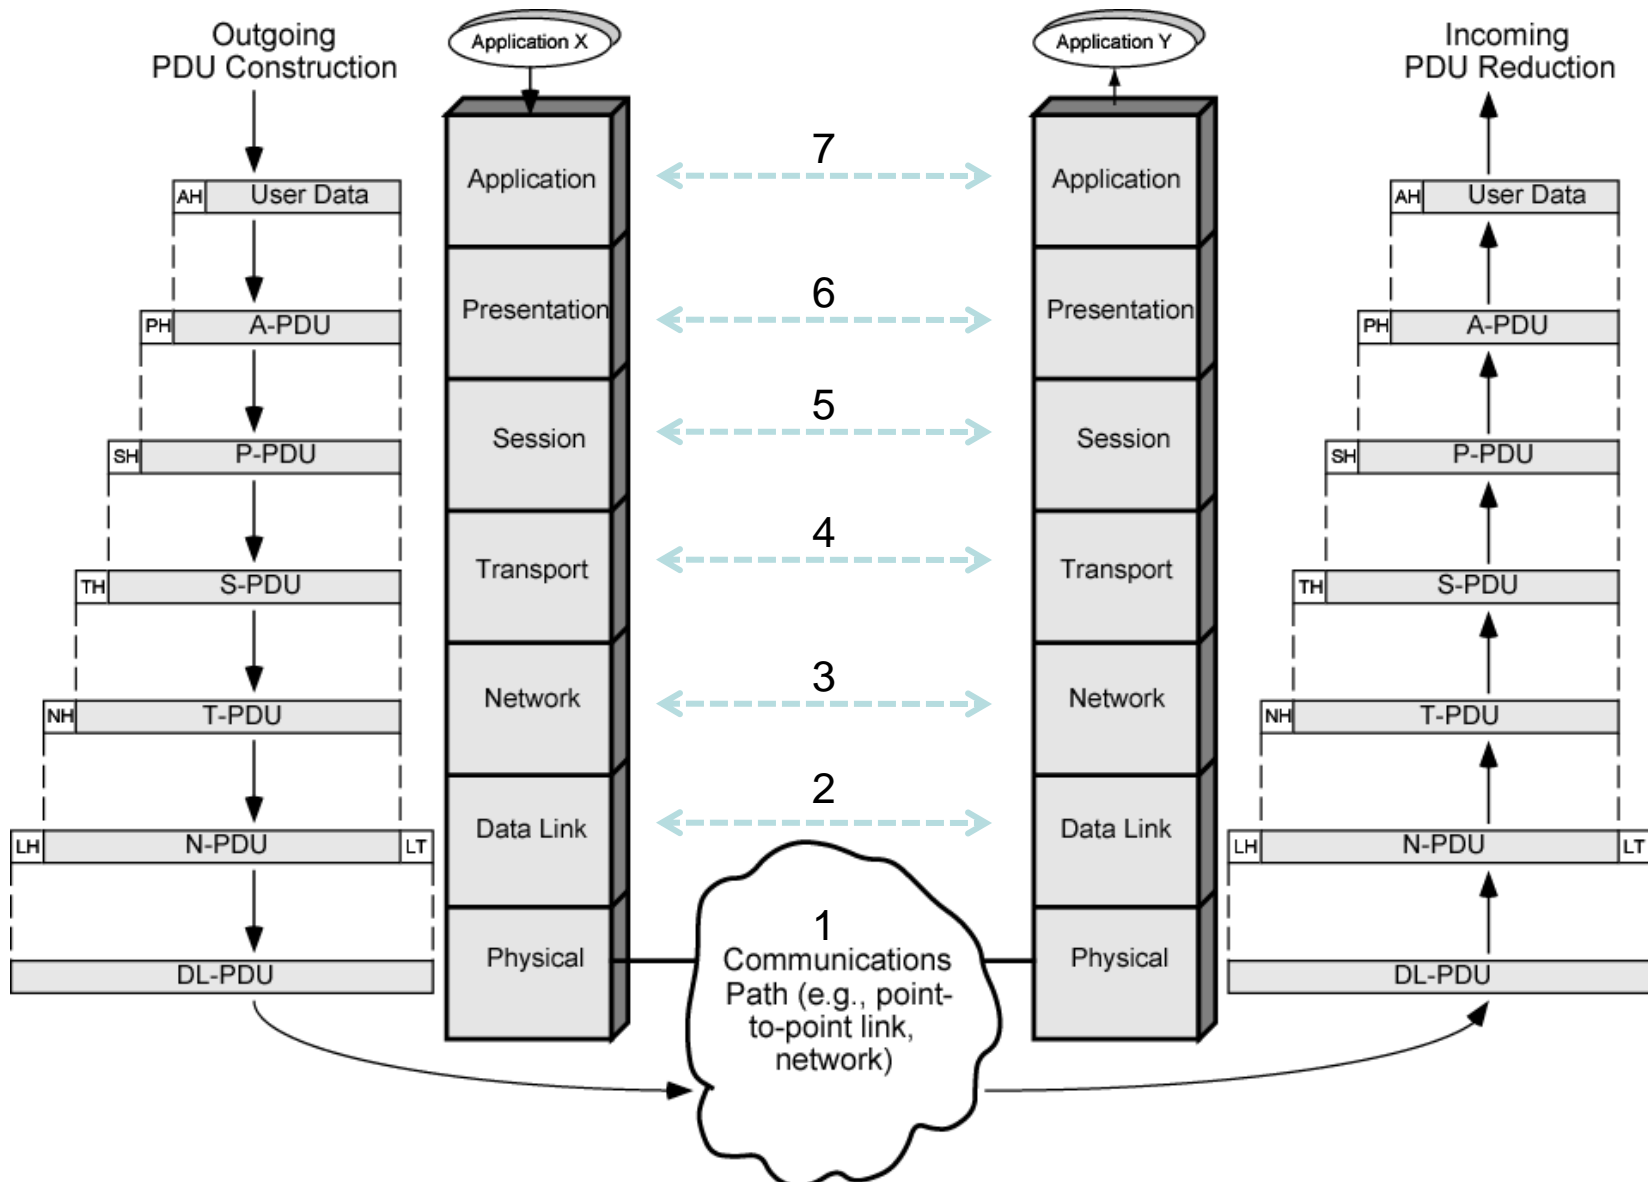 Outgoing
PDU Construction
Application X
Application Y
Incoming
PDU Reduction
Application
7
Application
AH
User Data
AH
User Data
Presentation
6
Presentation
PH
A-PDU
PH
A-PDU
Session
5
Session
SH
P-PDU
SH
P-PDU
Transport
4
Transport
TH
S-PDU
TH
S-PDU
Network
3
Network
NH
T-PDU
NH
T-PDU
Data Link
2
Data Link
LH
N-PDU
LT
LH
N-PDU
LT
Physical
1
Communications
Path (e.g., point-
to-point link,
network)
Physical
DL-PDU
DL-PDU